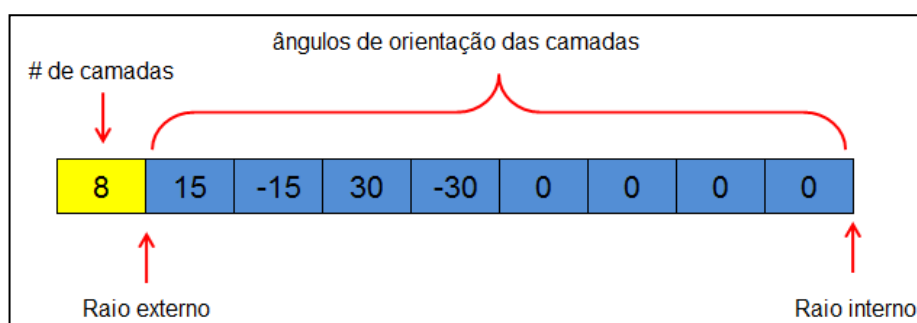 ângulos de orientação das camadas
# de camadas
8 15 -15 30 -30 0 0 0 0
Raio externo Raio interno